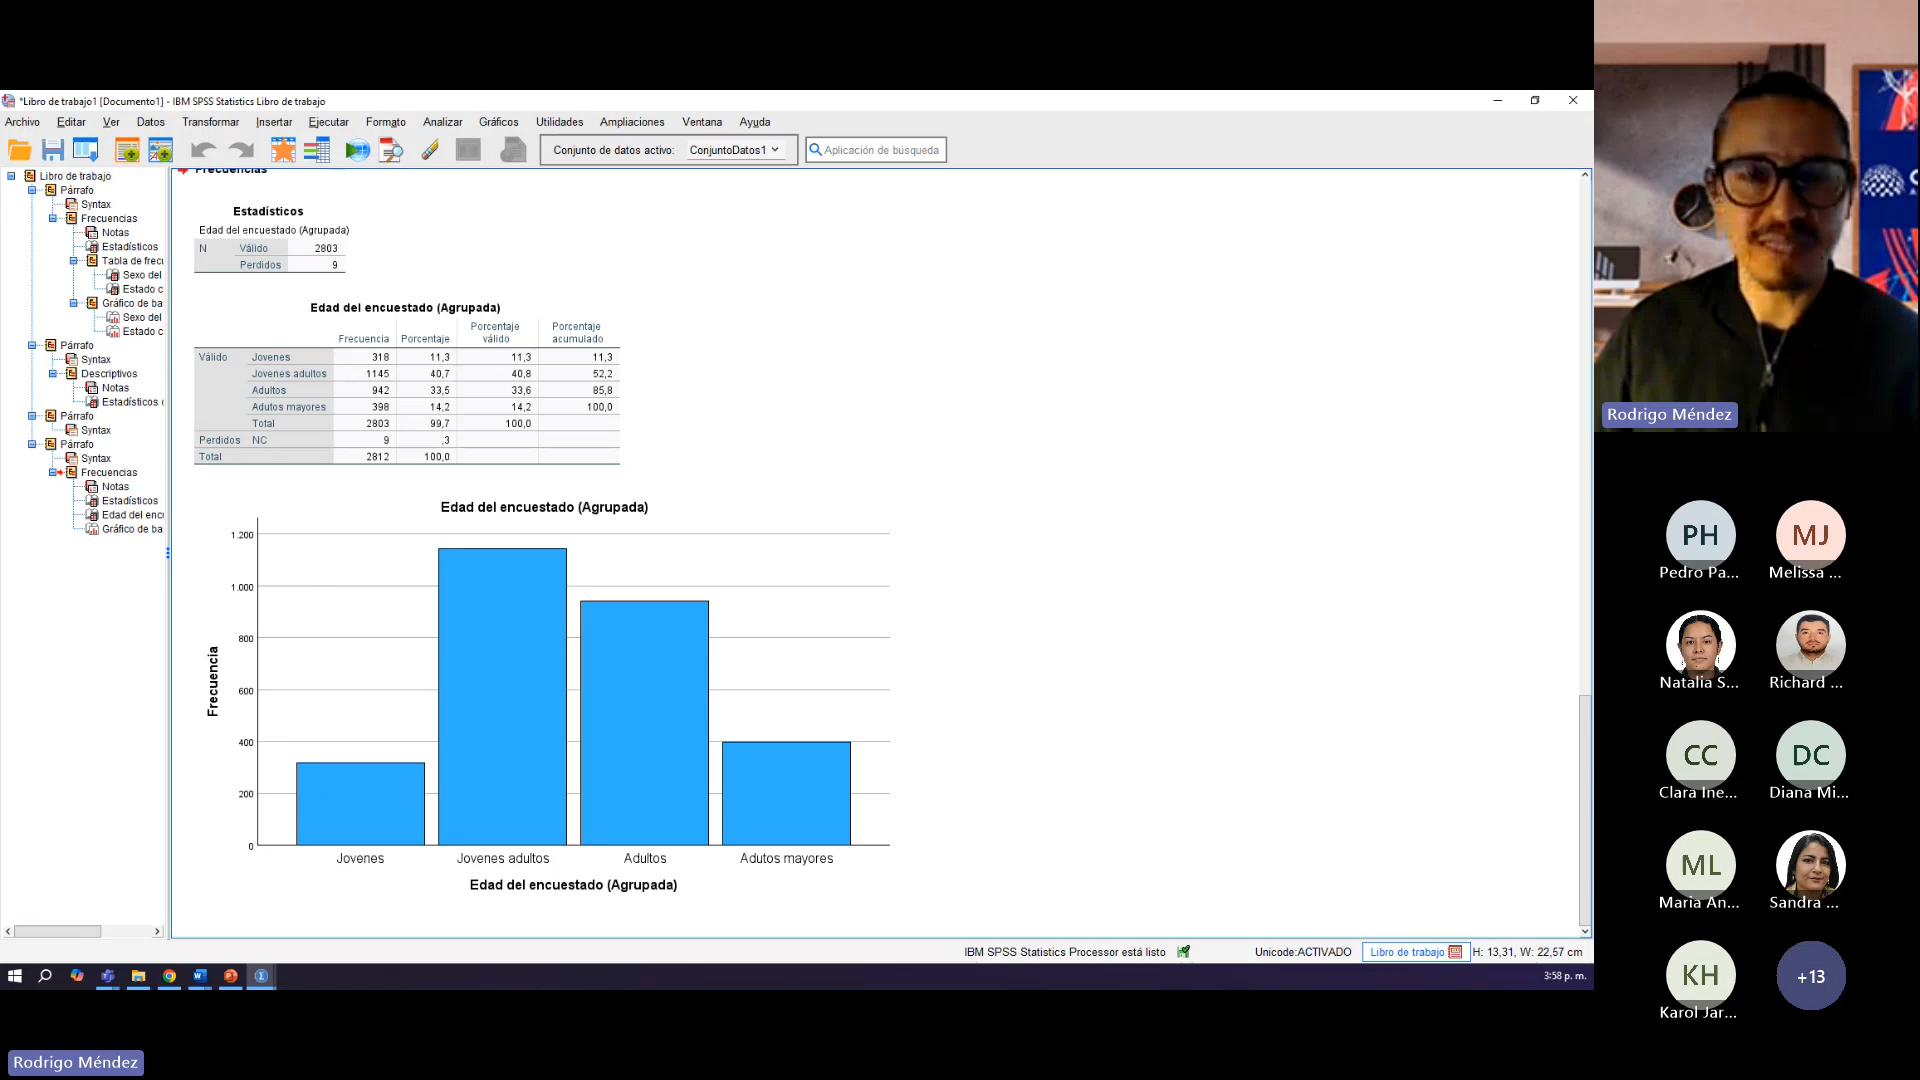 *Libro de trabajo1 [Documento1] - IBM SPSS Statistics Libro de trabajo
Archivo Editar Ver Datos Transformar Insertar Ejecutar Formato Analizar Gráficos Utilidades Ampliaciones Ventana Ayuda
Conjunto de datos activo: ConjuntoDatos1 Aplicación de búsqueda
Libro de trabajo
Párrafo
Syntax
Frecuencias
Notas
Estadísticos
Tabla de frecu
Sexo del
Estado c
Gráfico de ba
Sexo del
Estado c
Párrafo
Syntax
Descriptivos
Notas
Estadísticos
Párrafo
Syntax
Párrafo
Syntax
Frecuencias
Notas
Estadísticos
Edad del enc
Gráfico de ba
Frecuencias
Estadísticos
Edad del encuestado (Agrupada)
N Válido 2803
Perdidos 9
Edad del encuestado (Agrupada)
Frecuencia Porcentaje Porcentaje válido Porcentaje acumulado
Válido Jovenes 318 11,3 11,3 11,3
Jovenes adultos 1145 40,7 40,8 52,2
Adultos 942 33,5 33,6 85,8
Adutos mayores 398 14,2 14,2 100,0
Total 2803 99,7 100,0
Perdidos NC 9 ,3
Total 2812 100,0
Edad del encuestado (Agrupada)
Frecuencia
1.200
1.000
800
600
400
200
0
Jovenes Jovenes adultos Adultos Adutos mayores
Edad del encuestado (Agrupada)
IBM SPSS Statistics Processor está listo Unicode:ACTIVADO Libro de trabajo H: 13,31, W: 22,57 cm
3:58 p. m.
Rodrigo Méndez
Rodrigo Méndez
PH MJ
Pedro Pa... Melissa ...
Natalia S... Richard ...
CC DC
Clara Ine... Diana Mi...
ML
Maria An... Sandra ...
KH +13
Karol Jar...